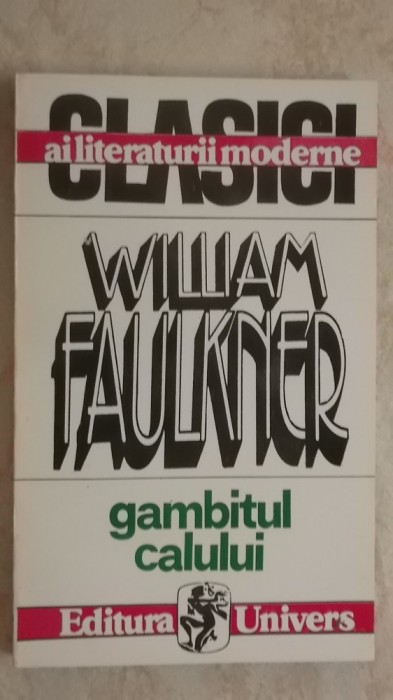 CLASICI
ai literaturii moderne
WILLIAM
FAULKNER
gambitul
calului
Editura Univers